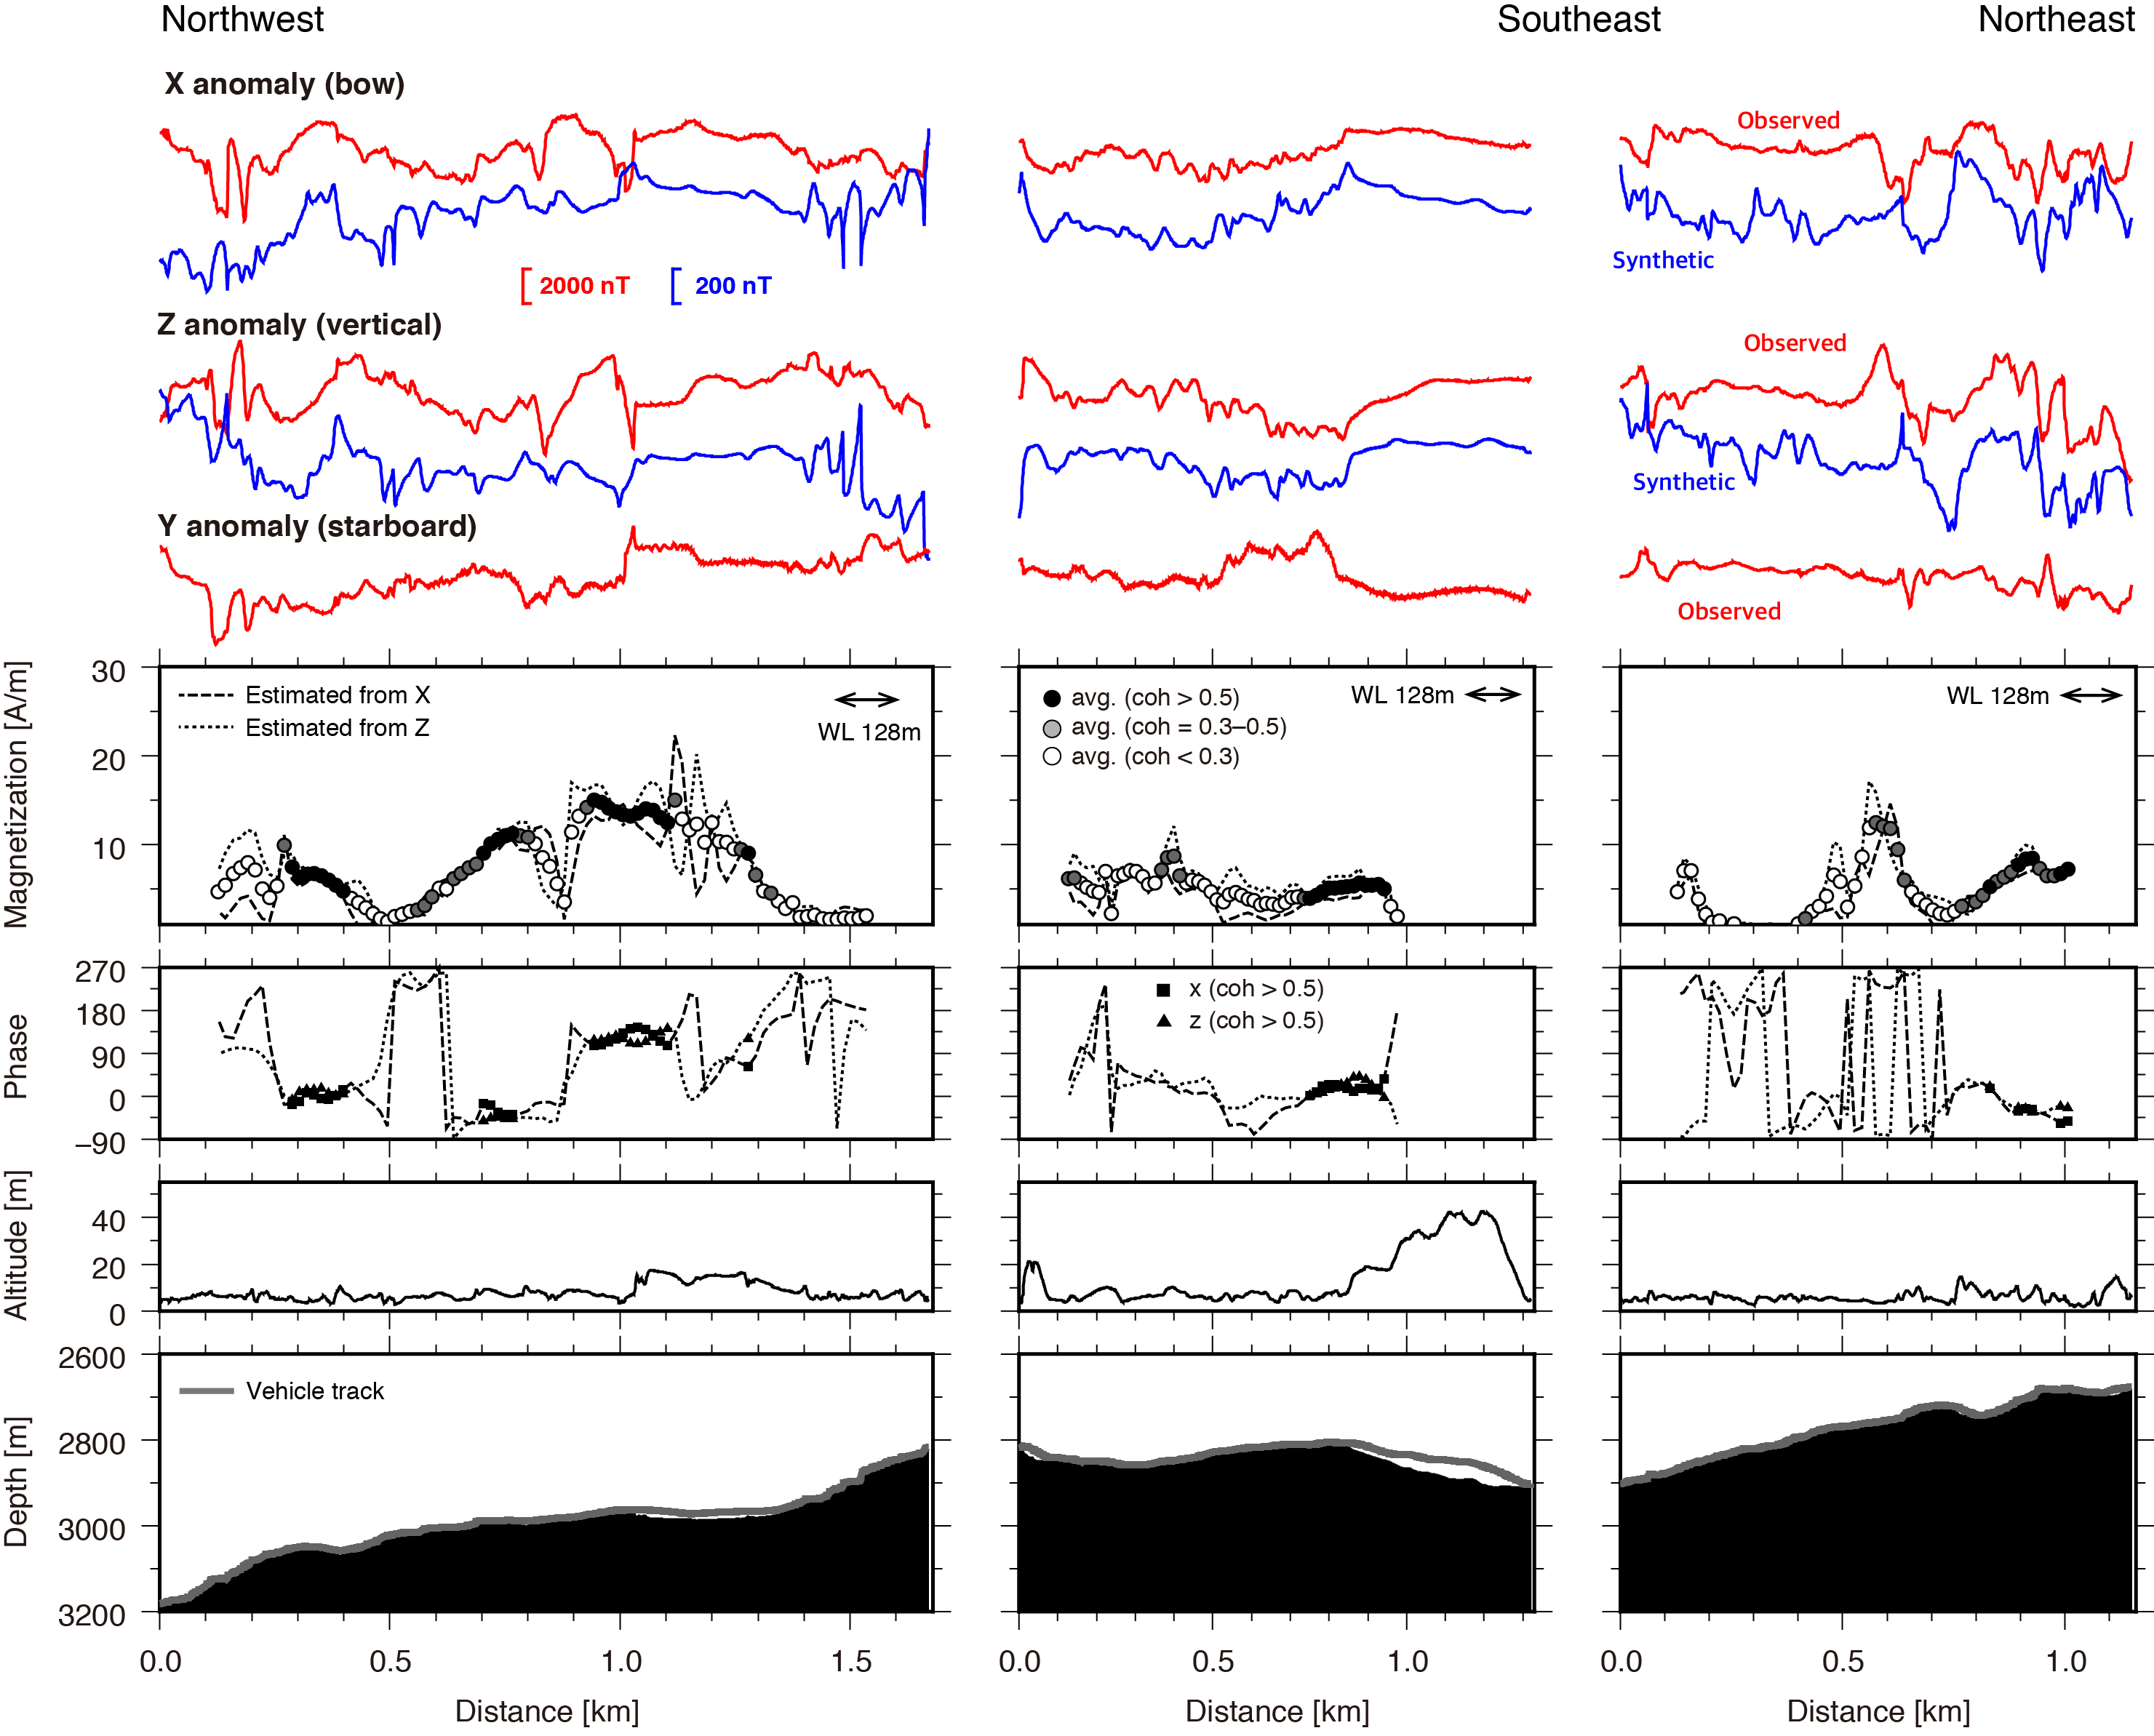 Northwest
Southeast
Northeast
X anomaly (bow)
Observed
Synthetic
2000 nT
200 nT
Z anomaly (vertical)
Observed
Synthetic
Y anomaly (starboard)
Observed
Magnetization [A/m]
30
20
10
Estimated from X
Estimated from Z
WL 128m
avg. (coh > 0.5)
avg. (coh = 0.3–0.5)
avg. (coh < 0.3)
WL 128m
WL 128m
Phase
270
180
90
0
–90
x (coh > 0.5)
z (coh > 0.5)
Altitude [m]
40
20
0
Depth [m]
2600
2800
3000
3200
Vehicle track
0.0 0.5 1.0 1.5
0.0 0.5 1.0
0.0 0.5 1.0
Distance [km]
Distance [km]
Distance [km]